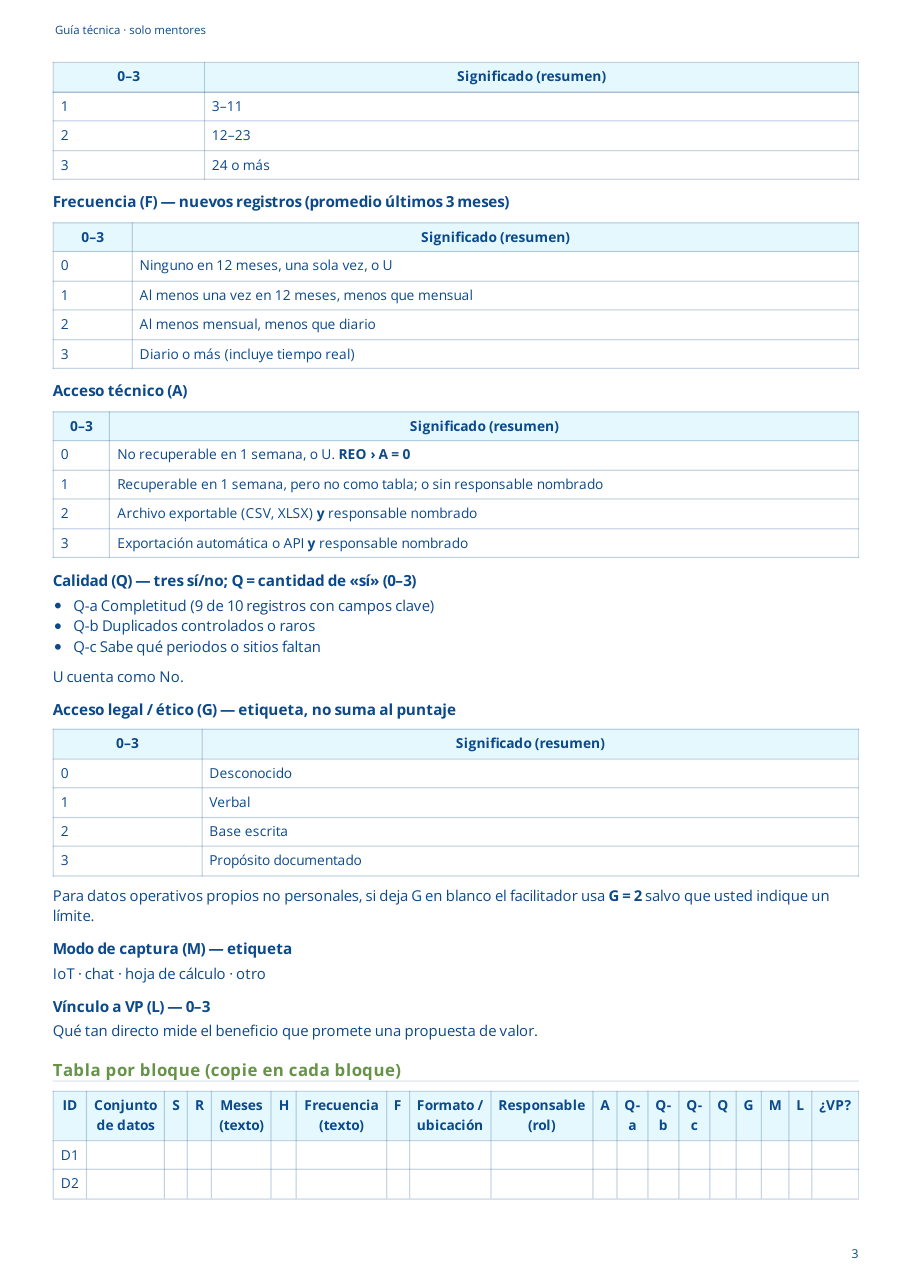 Guía técnica · solo mentores
0–3 Significado (resumen)
1 3–11
2 12–23
3 24 o más
Frecuencia (F) — nuevos registros (promedio últimos 3 meses)
0–3 Significado (resumen)
0 Ninguno en 12 meses, una sola vez, o U
1 Al menos una vez en 12 meses, menos que mensual
2 Al menos mensual, menos que diario
3 Diario o más (incluye tiempo real)
Acceso técnico (A)
0–3 Significado (resumen)
0 No recuperable en 1 semana, o U. REO › A = 0
1 Recuperable en 1 semana, pero no como tabla; o sin responsable nombrado
2 Archivo exportable (CSV, XLSX) y responsable nombrado
3 Exportación automática o API y responsable nombrado
Calidad (Q) — tres sí/no; Q = cantidad de «sí» (0–3)
• Q-a Completitud (9 de 10 registros con campos clave)
• Q-b Duplicados controlados o raros
• Q-c Sabe qué periodos o sitios faltan
U cuenta como No.
Acceso legal / ético (G) — etiqueta, no suma al puntaje
0–3 Significado (resumen)
0 Desconocido
1 Verbal
2 Base escrita
3 Propósito documentado
Para datos operativos propios no personales, si deja G en blanco el facilitador usa G = 2 salvo que usted indique un
límite.
Modo de captura (M) — etiqueta
IoT · chat · hoja de cálculo · otro
Vínculo a VP (L) — 0–3
Qué tan directo mide el beneficio que promete una propuesta de valor.
Tabla por bloque (copie en cada bloque)
ID Conjunto S R Meses H Frecuencia F Formato / Responsable A Q- Q- Q- Q G M L ¿VP?
de datos (texto) (texto) ubicación (rol) a b c
D1
D2
3